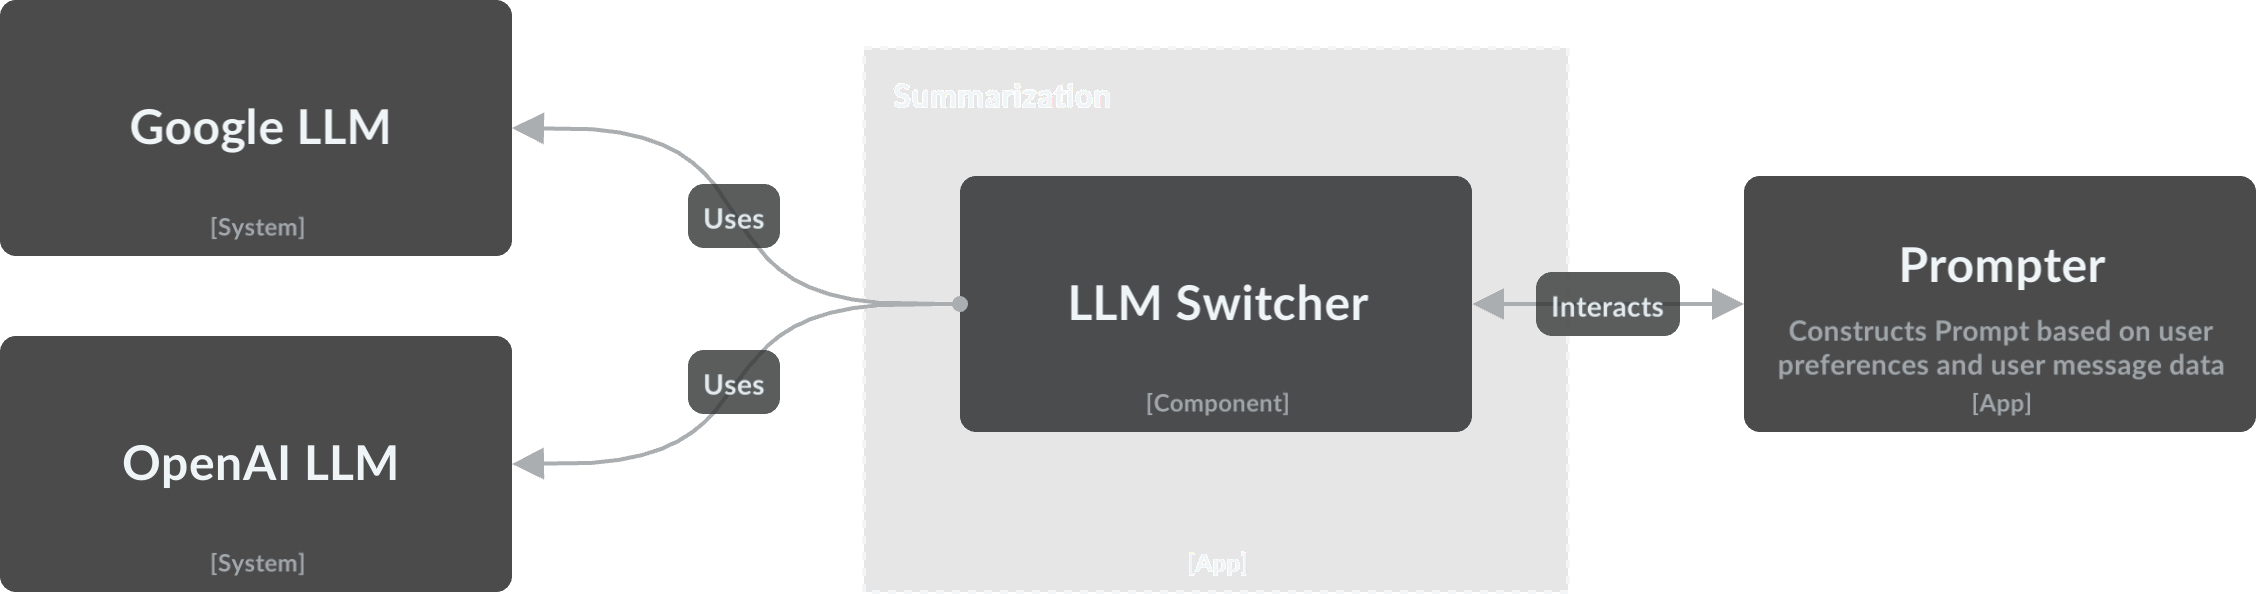 Google LLM
[System]
OpenAI LLM
[System]
Uses
Uses
Summarization
LLM Switcher
[Component]
[App]
Interacts
Prompter
Constructs Prompt based on user
preferences and user message data
[App]